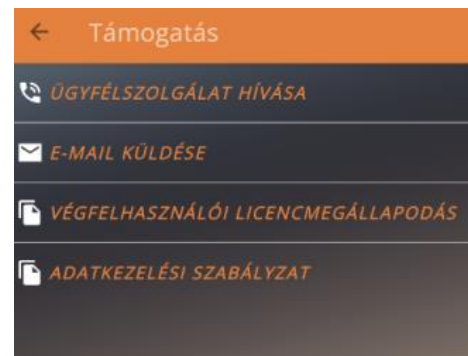 Támogatás
ÜGYFÉLSZOLGÁLAT HÍVÁSA
E-MAIL KÜLDÉSE
VÉGFELHASZNÁLÓI LICENCMEGÁLLAPODÁS
ADATKEZELÉSI SZABÁLYZAT